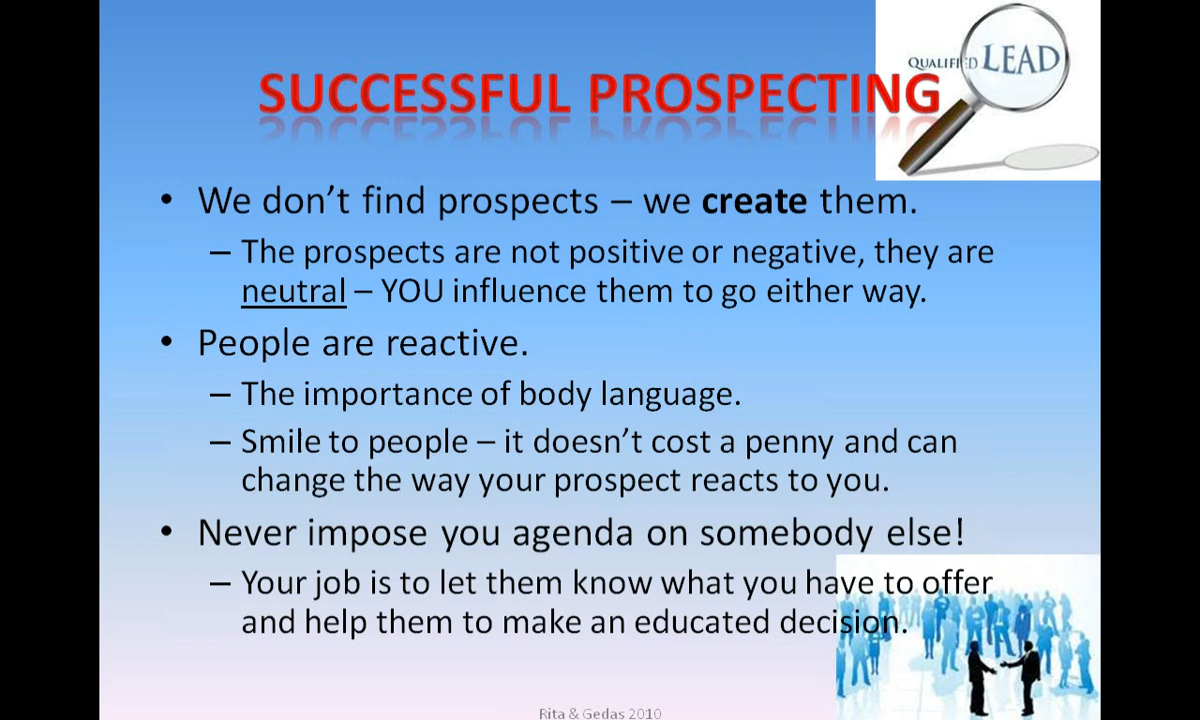 QUALIFIED LEAD
SUCCESSFUL PROSPECTING
• We don't find prospects – we create them.
– The prospects are not positive or negative, they are
neutral – YOU influence them to go either way.
• People are reactive.
– The importance of body language.
– Smile to people – it doesn't cost a penny and can
change the way your prospect reacts to you.
• Never impose you agenda on somebody else!
– Your job is to let them know what you have to offer
and help them to make an educated decision.
Rita & Gedas 2010